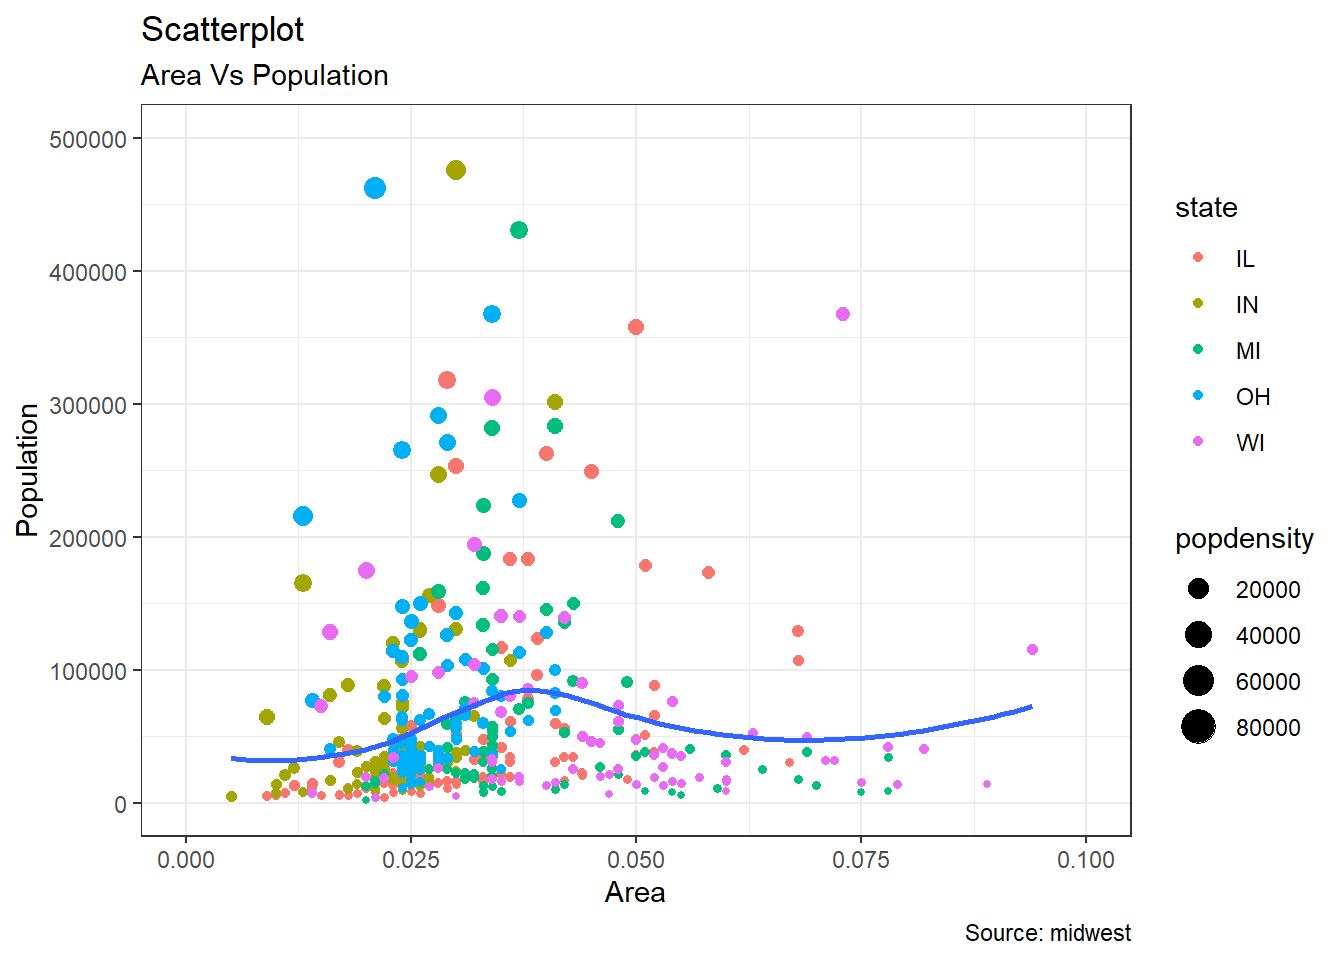 Scatterplot
Area Vs Population
500000
400000
300000
200000
100000
0
Population
0.000 0.025 0.050 0.075 0.100
Area
Source: midwest
state
IL
IN
MI
OH
WI
popdensity
20000
40000
60000
80000